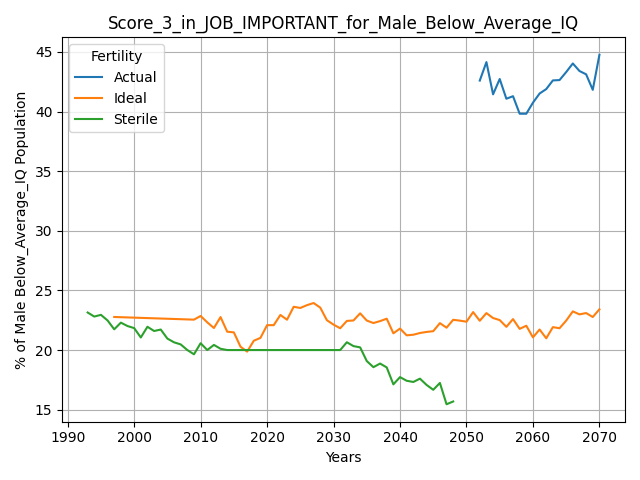 Score_3_in_JOB_IMPORTANT_for_Male_Below_Average_IQ
% of Male Below_Average_IQ Population
45
40
35
30
25
20
15
Fertility
Actual
Ideal
Sterile
1990 2000 2010 2020 2030 2040 2050 2060 2070
Years